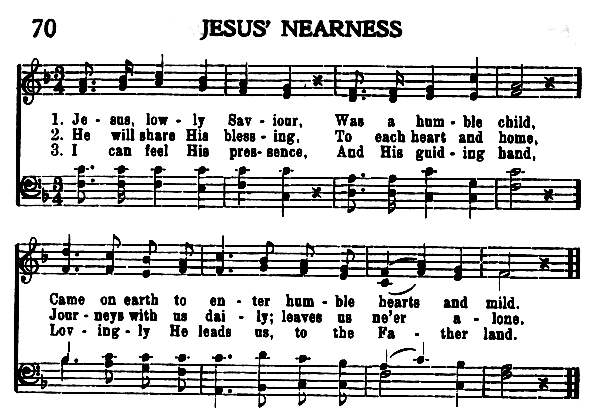 70 JESUS' NEARNESS
1. Je - sus, low - ly Sav - iour, Was a hum - ble child,
2. He will share His bless - ing, To each heart and home,
3. I can feel His pres - sence, And His guid - ing hand,
Came on earth to en - ter hum - ble hearts and mild.
Jour - neys with us dai - ly; leaves us ne'er a - lone.
Lov - ing - ly He leads us, to the Fa - ther land.